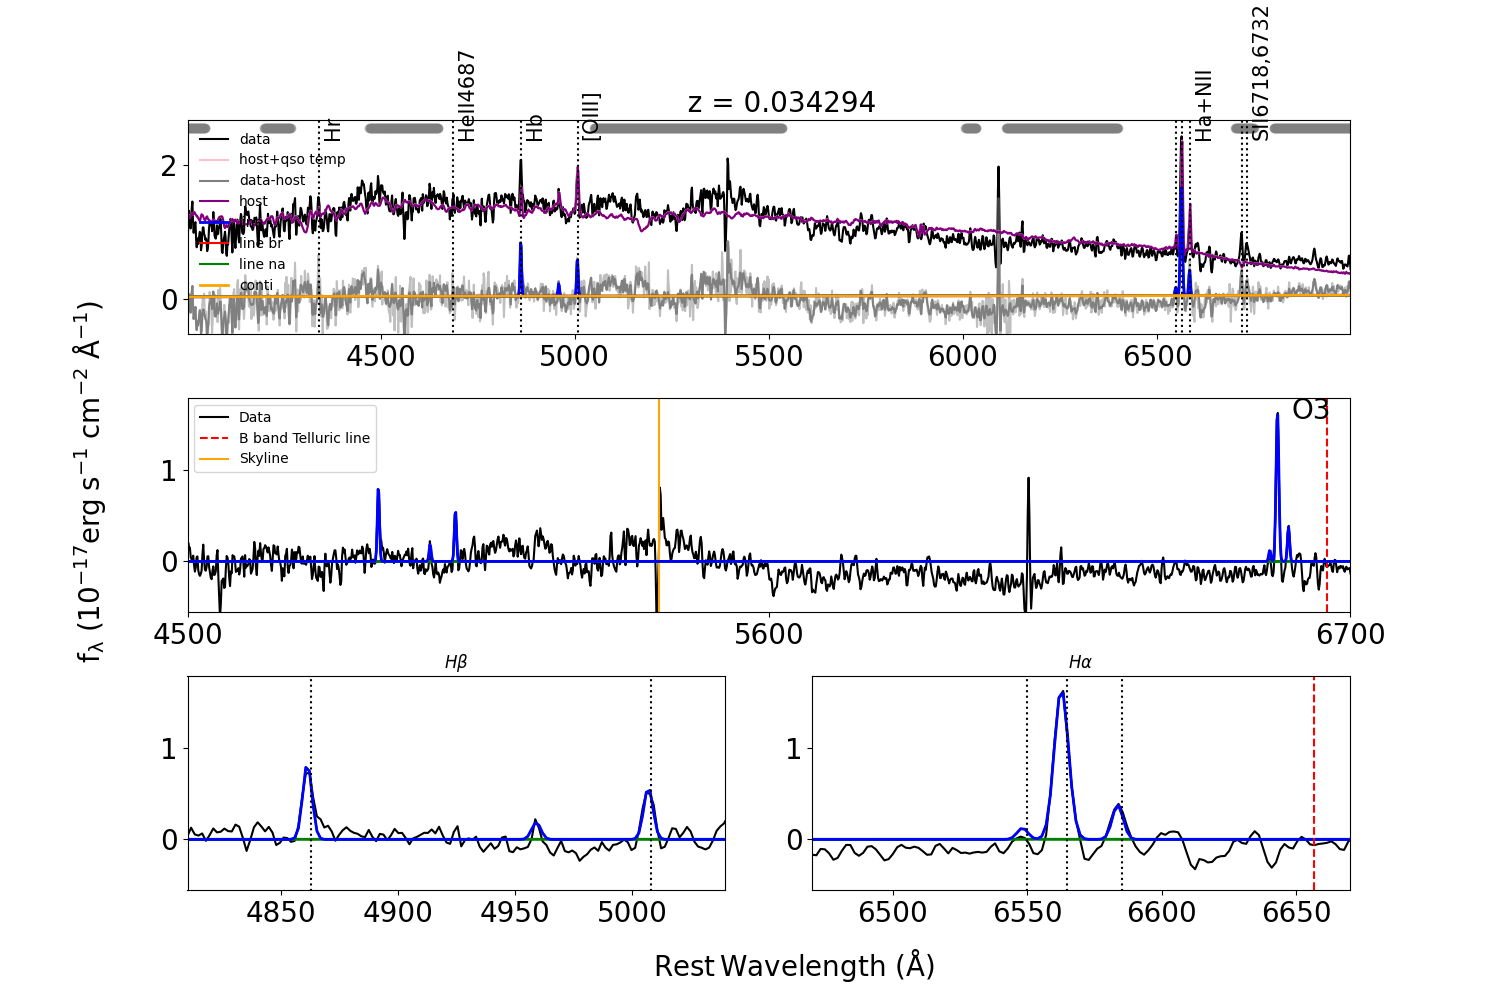 z = 0.034294
Hr
HeII4687
Hb
[OIII]
Ha+NII
SII6718,6732
data
host+qso temp
data-host
host
line br
line na
conti
2
0
4500
5000
5500
6000
6500
fλ (10⁻¹⁷erg s⁻¹ cm⁻² Å⁻¹)
Data
B band Telluric line
Skyline
O3
1
0
4500
5600
6700
Hβ
1
0
4850
4900
4950
5000
Hα
1
0
6500
6550
6600
6650
Rest Wavelength (Å)